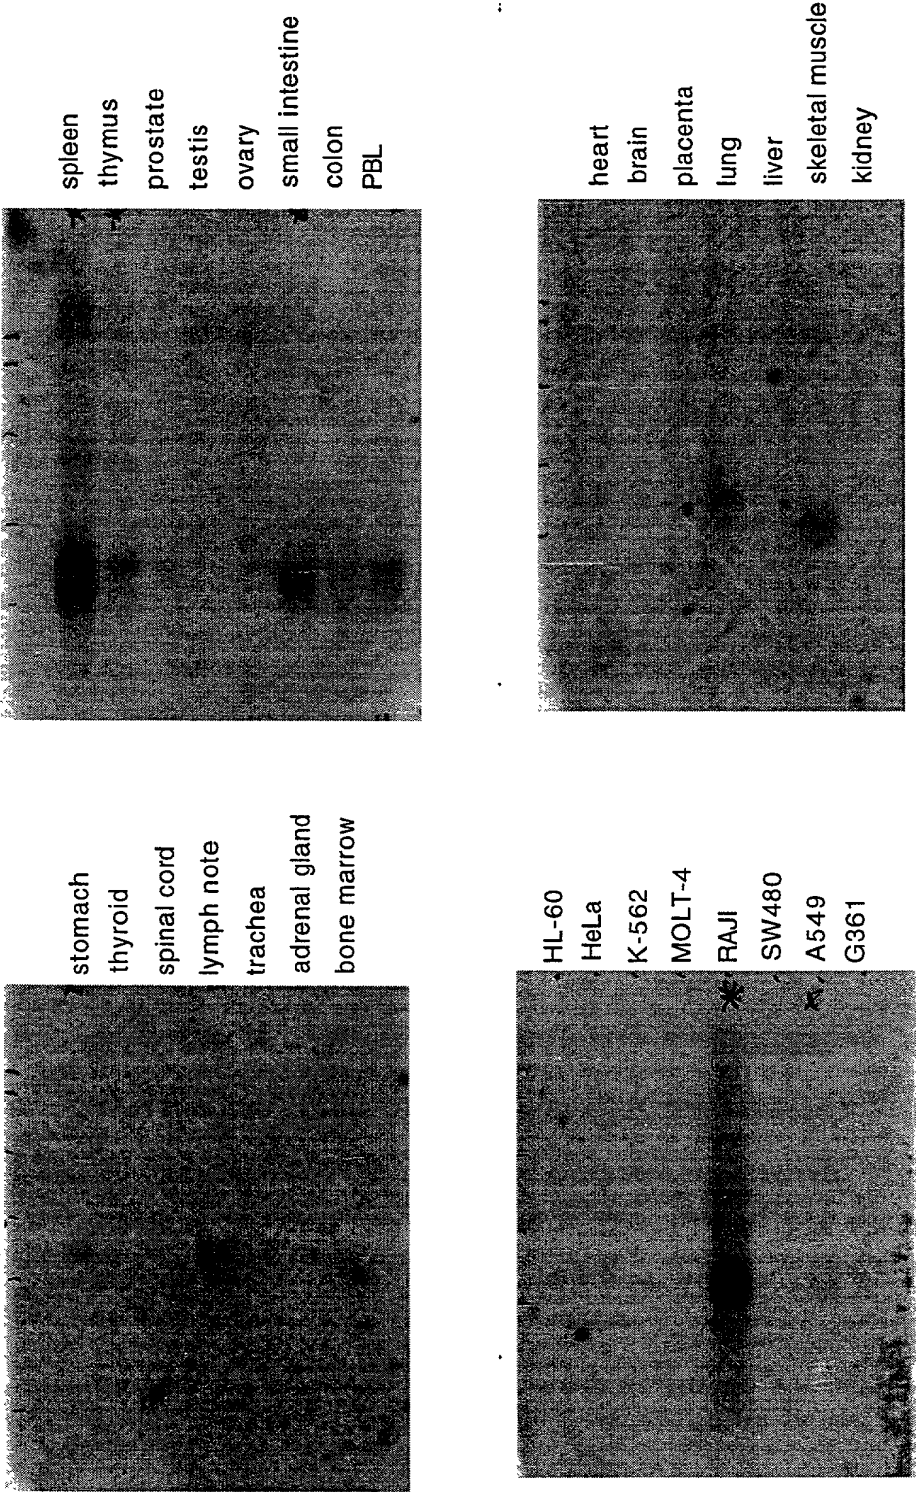 spleen
thymus
prostate
testis
ovary
small intestine
colon
PBL
heart
brain
placenta
lung
liver
skeletal muscle
kidney
stomach
thyroid
spinal cord
lymph note
trachea
adrenal gland
bone marrow
HL-60
HeLa
K-562
MOLT-4
RAJI
SW480
A549
G361